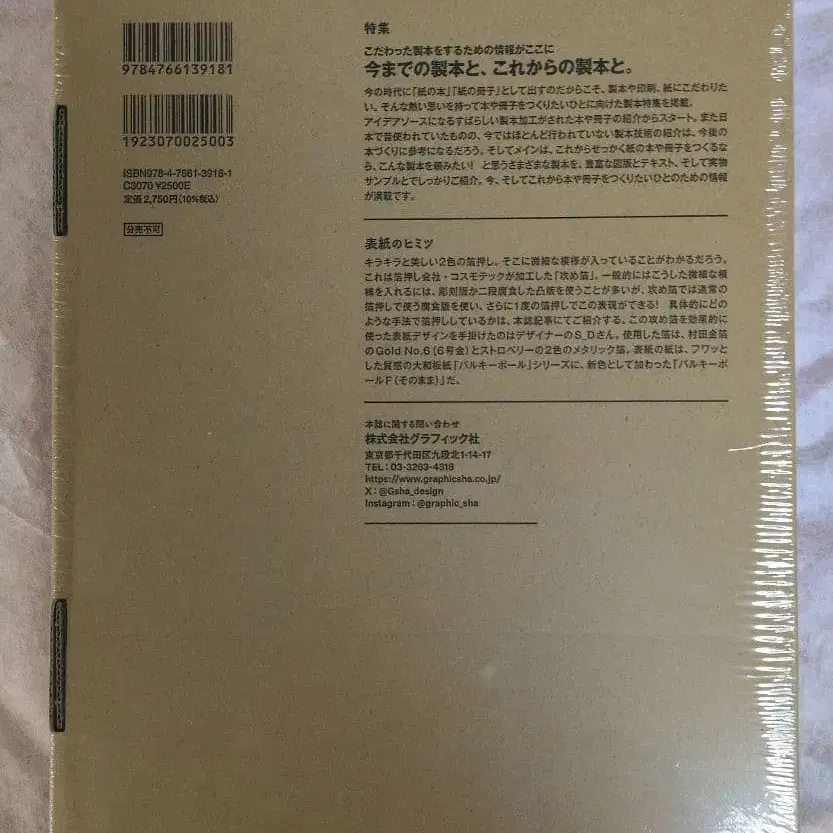 9784766139181
1923070025003
ISBN978-4-7661-3918-1
C3070 ¥2500E
定価 2,750円(10%税込)
分売不可
特集
こだわった製本をするための情報がここに
今までの製本と、これからの製本と。
今の時代に「紙の本」「紙の冊子」として出すのだからこそ、製本や印刷、紙にこだわりた
い。そんな熱い思いを持って本や冊子をつくりたいひとに向けた製本特集を掲載。
アイデアソースになるすばらしい製本加工がされた本や冊子の紹介からスタート。また日
本で昔使われていたものの、今ではほとんど行われていない製本技術の紹介は、今後の
本づくりに参考になるだろう。そしてメインは、これからせっかく紙の本や冊子をつくるな
ら、こんな製本を頼みたい! と思うさまざまな製本を、豊富な図版とテキスト、そして実物
サンプルとでしっかりご紹介。今、そしてこれから本や冊子をつくりたいひとのための情報
が満載です。
表紙のヒミツ
キラキラと美しい2色の箔押し。そこに微細な模様が入っていることがわかるだろう。
これは箔押し会社・コスモテックが加工した「攻め箔」。一般的にはこうした微細な模
様を入れるには、彫刻版か二段腐食した凸版を使うことが多いが、攻め箔では通常の
箔押しで使う腐食版を使い、さらに1度の箔押しでこの表現ができる! 具体的にどの
ような手法で箔押ししているかは、本誌記事にてご紹介する。この攻め箔を効果的に
使った表紙デザインを手掛けたのはデザイナーのS_Dさん。使用した箔は、村田金箔
のGold No.6(6号金)とストロベリーの2色のメタリック箔。表紙の紙は、フワッと
した質感の大和板紙「バルキーボール」シリーズに、新色として加わった「バルキーボ
ールF(そのまま)」だ。
本誌に関する問い合わせ
株式会社グラフィック社
東京都千代田区九段北1-14-17
TEL:03-3263-4318
https://www.graphicsha.co.jp/
X:@Gsha_design
Instagram:@graphic_sha